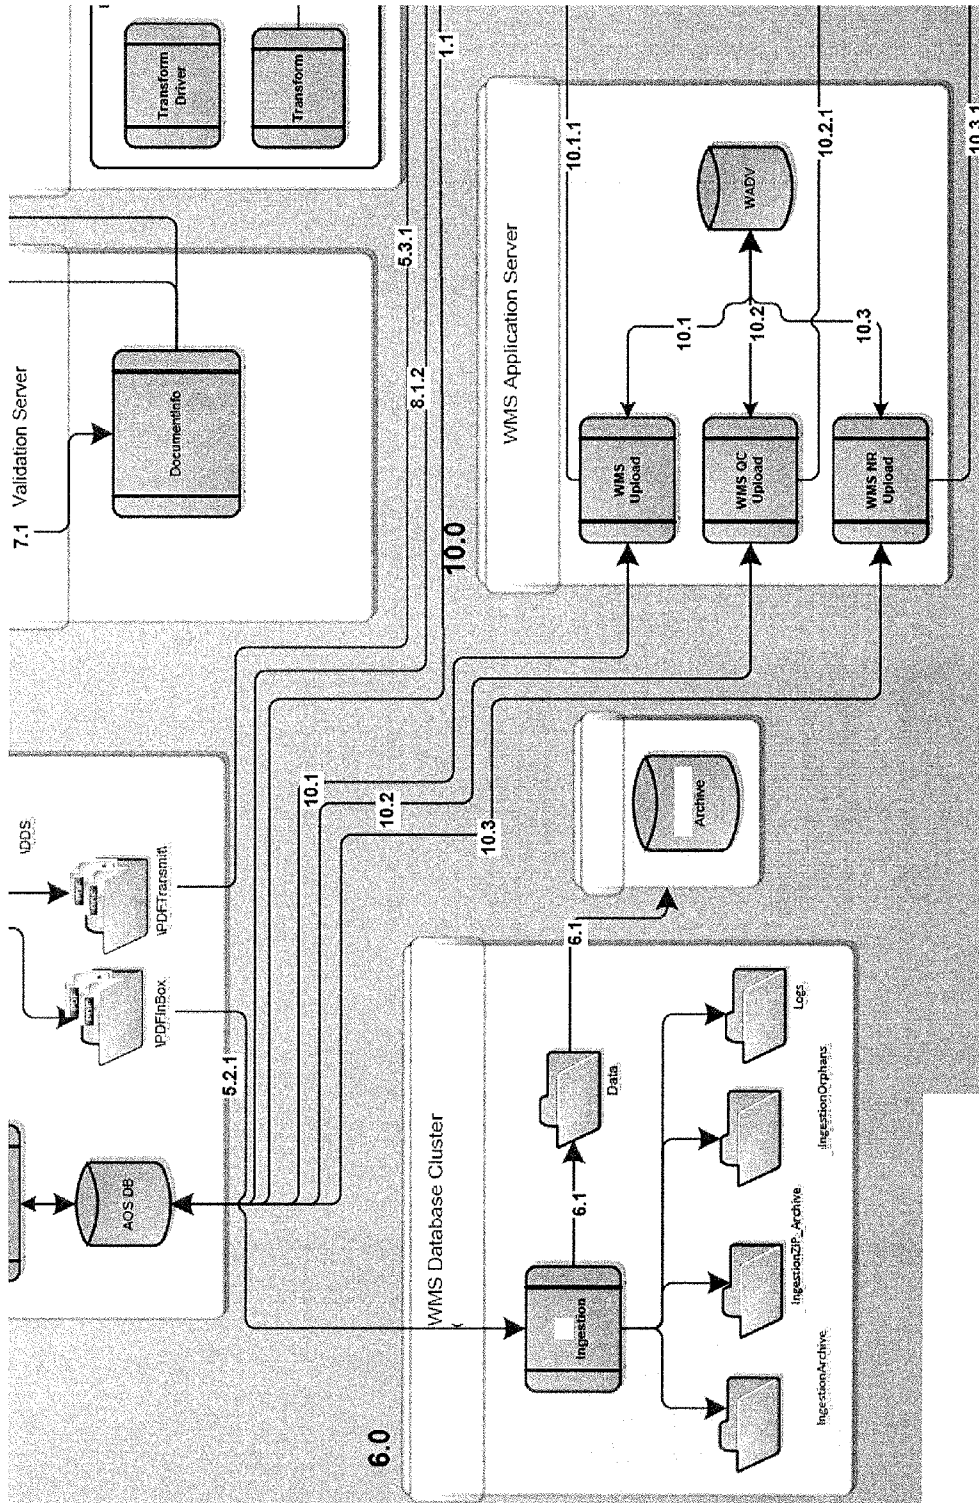 \DDS
AOS DB
\PDFInBox
\PDFTransmit\
7.1
Validation Server
DocumentInfo
Transform
Driver
Transform
5.2.1
5.3.1
8.1.2
1.1
10.1
10.2
10.3
6.0
WMS Database Cluster
Ingestion
6.1
Data
6.1
IngestionArchive
IngestionZIP_Archive
IngestionOrphans
Logs
Archive
10.0
WMS Application Server
WMS
Upload
WMS QC
Upload
WMS NR
Upload
10.1
10.2
10.3
WADV
10.1.1
10.2.1
10.3.1